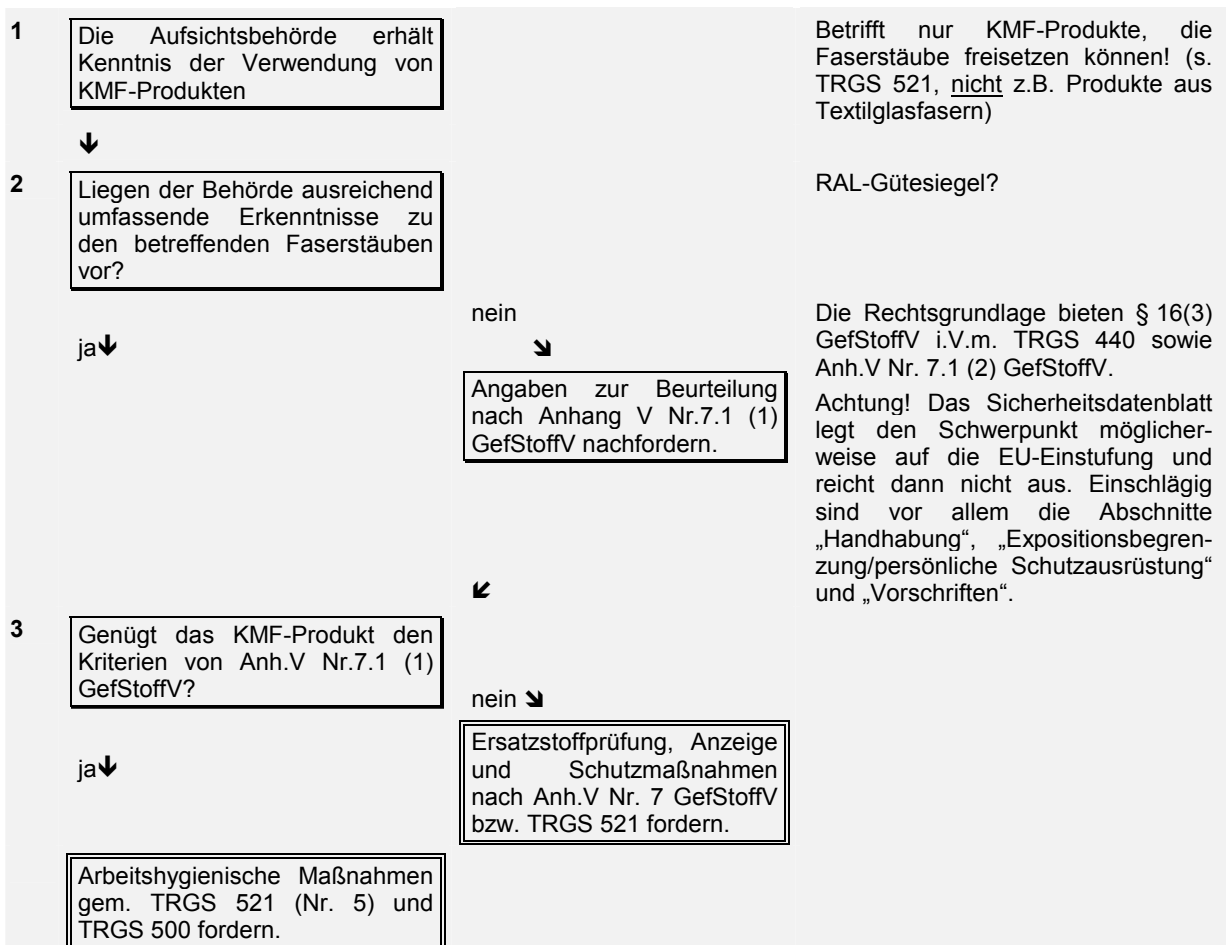 1
Die Aufsichtsbehörde erhält
Kenntnis der Verwendung von
KMF-Produkten
Betrifft nur KMF-Produkte, die
Faserstäube freisetzen können! (s.
TRGS 521, nicht z.B. Produkte aus
Textilglasfasern)
🡻
2
Liegen der Behörde ausreichend
umfassende Erkenntnisse zu
den betreffenden Faserstäuben
vor?
RAL-Gütesiegel?
ja🡻
nein
🡾
Angaben zur Beurteilung
nach Anhang V Nr.7.1 (1)
GefStoffV nachfordern.
Die Rechtsgrundlage bieten § 16(3)
GefStoffV i.V.m. TRGS 440 sowie
Anh.V Nr. 7.1 (2) GefStoffV.
Achtung! Das Sicherheitsdatenblatt
legt den Schwerpunkt möglicher-
weise auf die EU-Einstufung und
reicht dann nicht aus. Einschlägig
sind vor allem die Abschnitte
„Handhabung“, „Expositionsbegren-
zung/persönliche Schutzausrüstung“
und „Vorschriften“.
🡿
3
Genügt das KMF-Produkt den
Kriterien von Anh.V Nr.7.1 (1)
GefStoffV?
nein 🡾
Ersatzstoffprüfung, Anzeige
und Schutzmaßnahmen
nach Anh.V Nr. 7 GefStoffV
bzw. TRGS 521 fordern.
ja🡻
Arbeitshygienische Maßnahmen
gem. TRGS 521 (Nr. 5) und
TRGS 500 fordern.